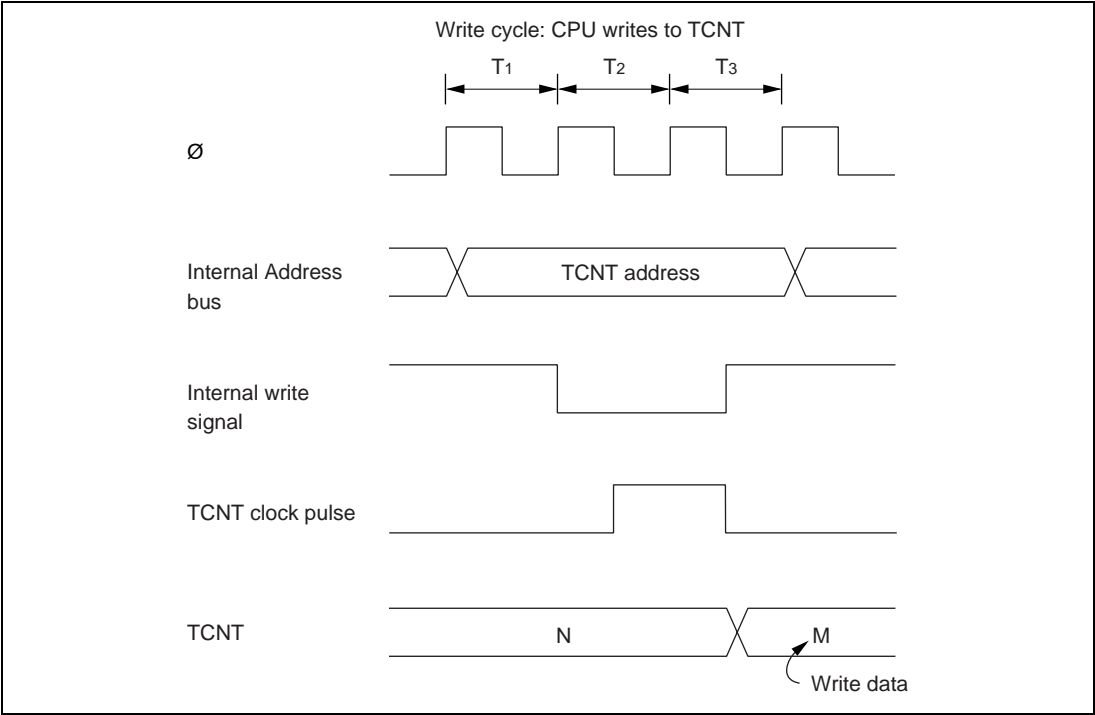 Write cycle: CPU writes to TCNT
T1 T2 T3
Ø
Internal Address
bus
TCNT address
Internal write
signal
TCNT clock pulse
TCNT
N
M
Write data